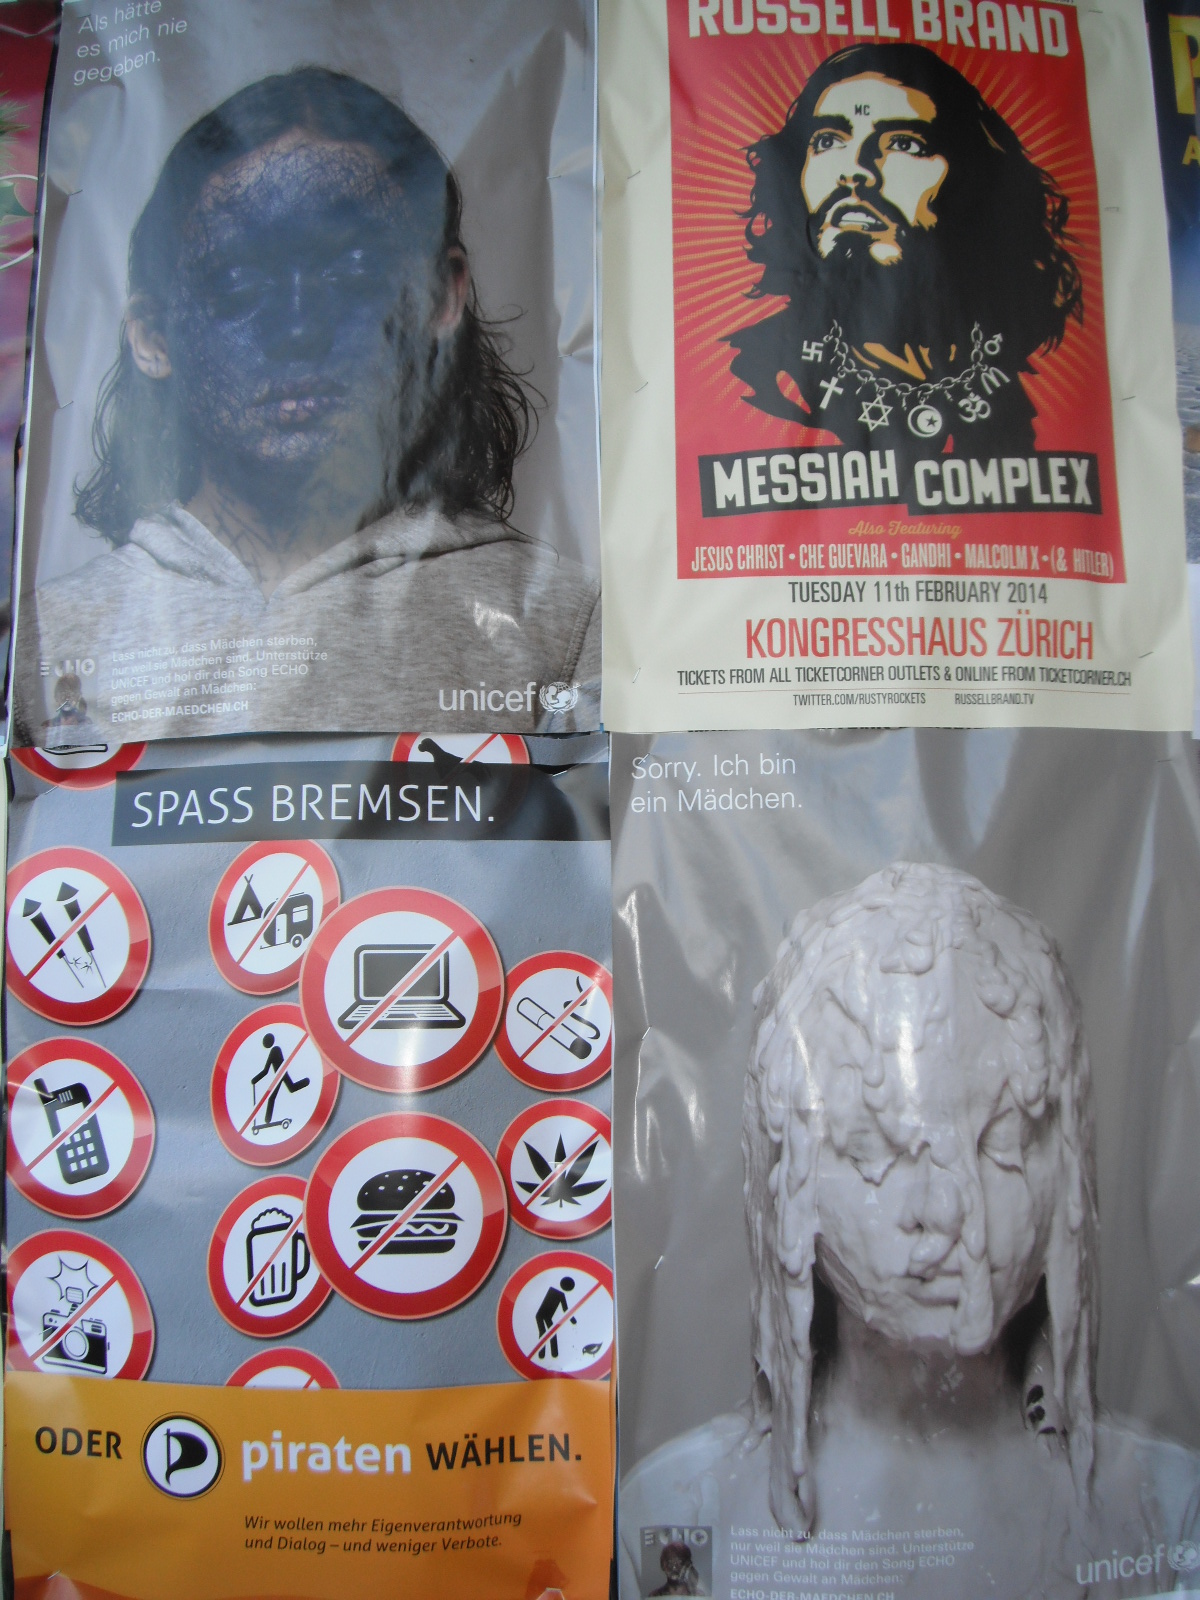 Als hätte
es mich nie
gegeben.
ECHO
Lass nicht zu, dass Mädchen sterben,
nur weil sie Mädchen sind. Unterstütze
UNICEF und hol dir den Song ECHO
gegen Gewalt an Mädchen:
ECHO-DER-MAEDCHEN.CH
unicef
RUSSELL BRAND
MC
MESSIAH COMPLEX
Also Featuring
JESUS CHRIST • CHE GUEVARA • GANDHI • MALCOLM X • (& HITLER)
TUESDAY 11th FEBRUARY 2014
KONGRESSHAUS ZÜRICH
TICKETS FROM ALL TICKETCORNER OUTLETS & ONLINE FROM TICKETCORNER.CH
TWITTER.COM/RUSTYROCKETS RUSSELLBRAND.TV
SPASS BREMSEN.
ODER piraten WÄHLEN.
Wir wollen mehr Eigenverantwortung
und Dialog – und weniger Verbote.
Sorry. Ich bin
ein Mädchen.
ECHO
Lass nicht zu, dass Mädchen sterben,
nur weil sie Mädchen sind. Unterstütze
UNICEF und hol dir den Song ECHO
gegen Gewalt an Mädchen:
ECHO-DER-MAEDCHEN.CH
unicef